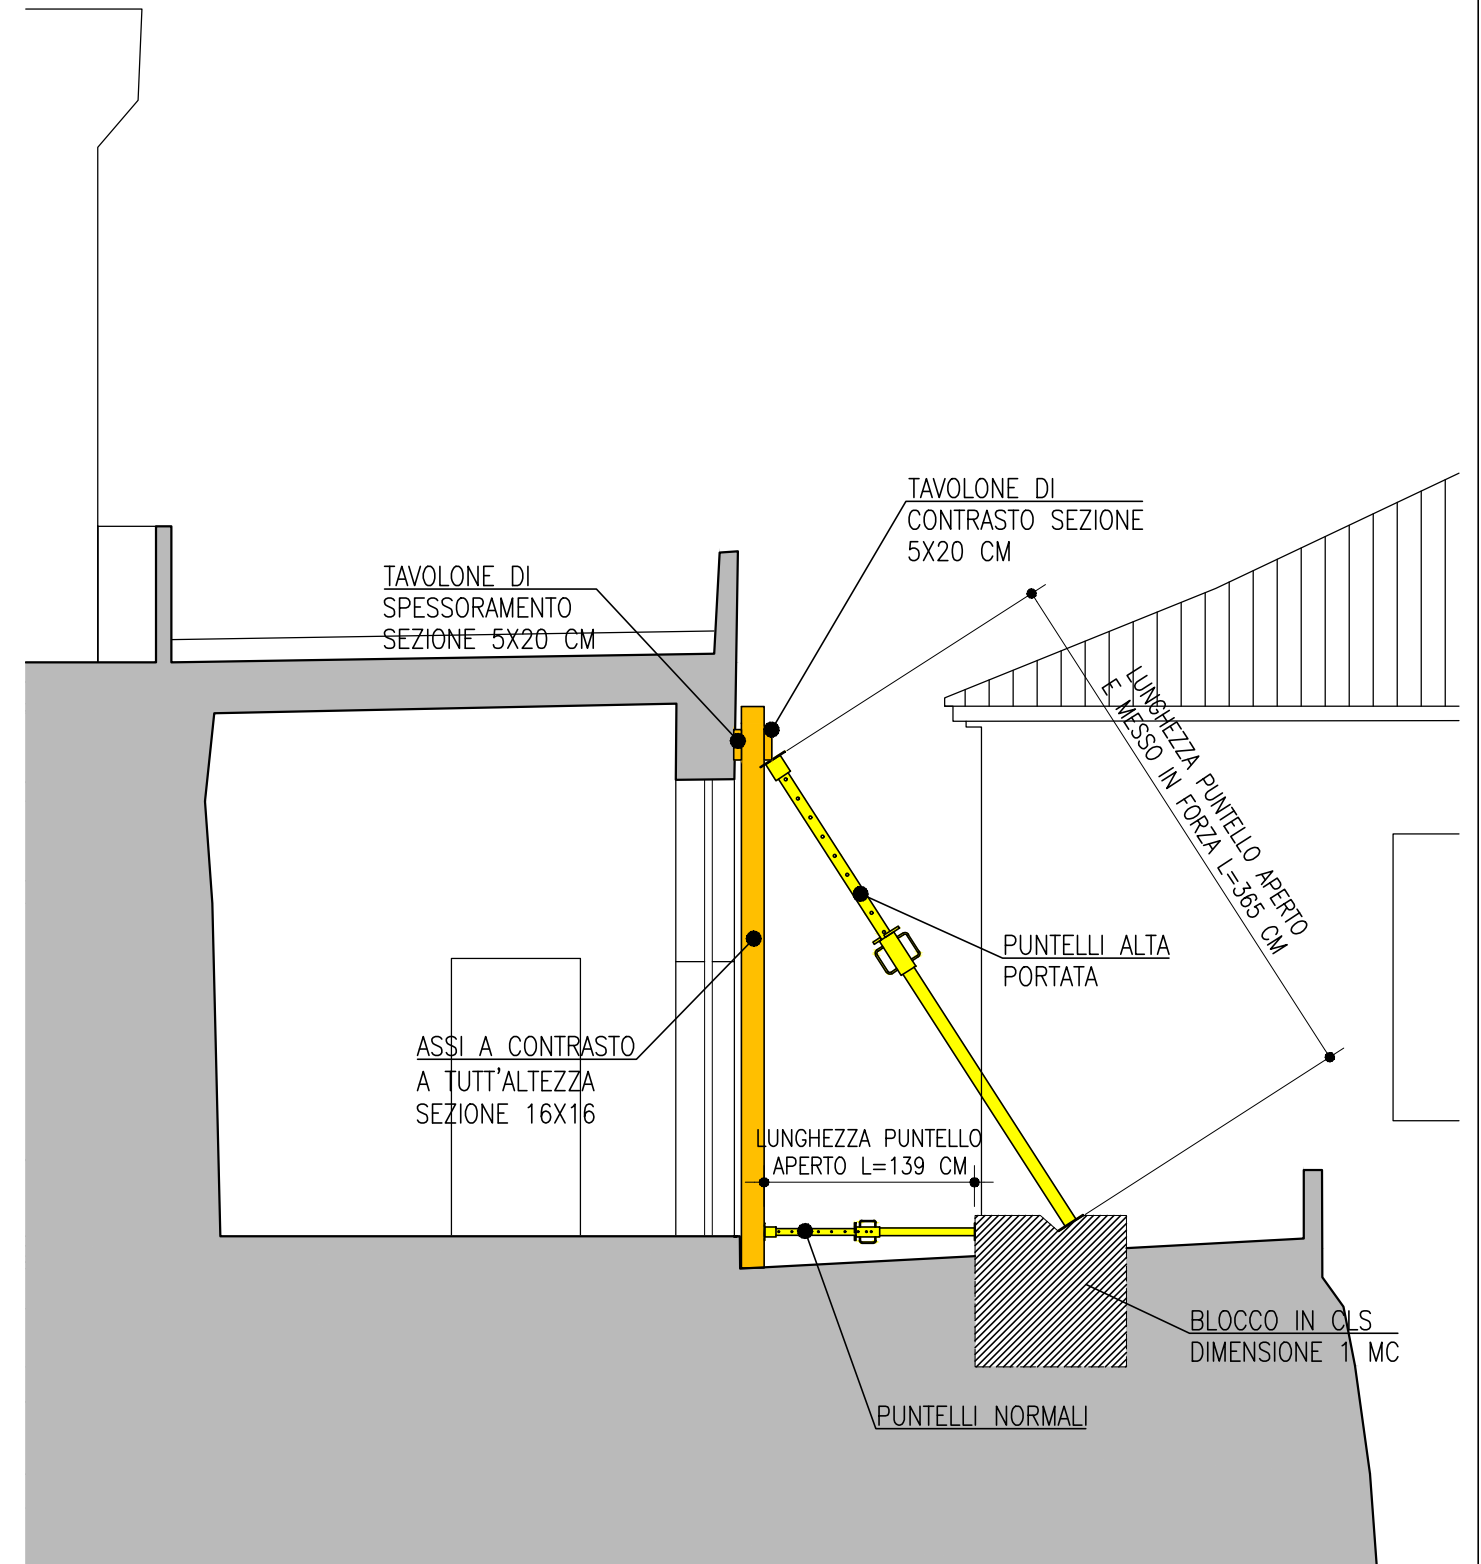 TAVOLONE DI
CONTRASTO SEZIONE
5X20 CM
TAVOLONE DI
SPESSORAMENTO
SEZIONE 5X20 CM
LUNGHEZZA PUNTELLO APERTO
E MESSO IN FORZA L=365 CM
PUNTELLI ALTA
PORTATA
ASSI A CONTRASTO
A TUTT'ALTEZZA
SEZIONE 16X16
LUNGHEZZA PUNTELLO
APERTO L=139 CM
BLOCCO IN CLS
DIMENSIONE 1 MC
PUNTELLI NORMALI